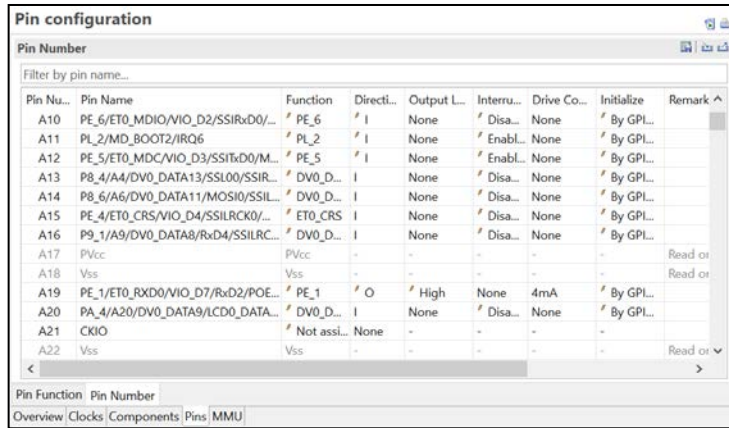 Pin configuration
Pin Number
Filter by pin name...
Pin Nu... Pin Name Function Directi... Output L... Interru... Drive Co... Initialize Remark
A10 PE_6/ET0_MDIO/VIO_D2/SSIRxD0/... PE_6 I None Disa... None By GPI...
A11 PL_2/MD_BOOT2/IRQ6 PL_2 I None Enabl... None By GPI...
A12 PE_5/ET0_MDC/VIO_D3/SSITxD0/M... PE_5 I None Enabl... None By GPI...
A13 P8_4/A4/DV0_DATA13/SSL00/SSIR... DV0_D... I None Disa... None By GPI...
A14 P8_6/A6/DV0_DATA11/MOSI0/SSIL... DV0_D... I None Disa... None By GPI...
A15 PE_4/ET0_CRS/VIO_D4/SSILRCK0/... ET0_CRS I None Disa... None By GPI...
A16 P9_1/A9/DV0_DATA8/RxD4/SSILRC... DV0_D... I None Disa... None By GPI...
A17 PVcc PVcc - - - - - Read or
A18 Vss Vss - - - - - Read or
A19 PE_1/ET0_RXD0/VIO_D7/RxD2/POE... PE_1 O High None 4mA By GPI...
A20 PA_4/A20/DV0_DATA9/LCD0_DATA... DV0_D... I None Disa... None By GPI...
A21 CKIO Not assi... None - - - -
A22 Vss Vss - - - - - Read or
Pin Function Pin Number
Overview Clocks Components Pins MMU